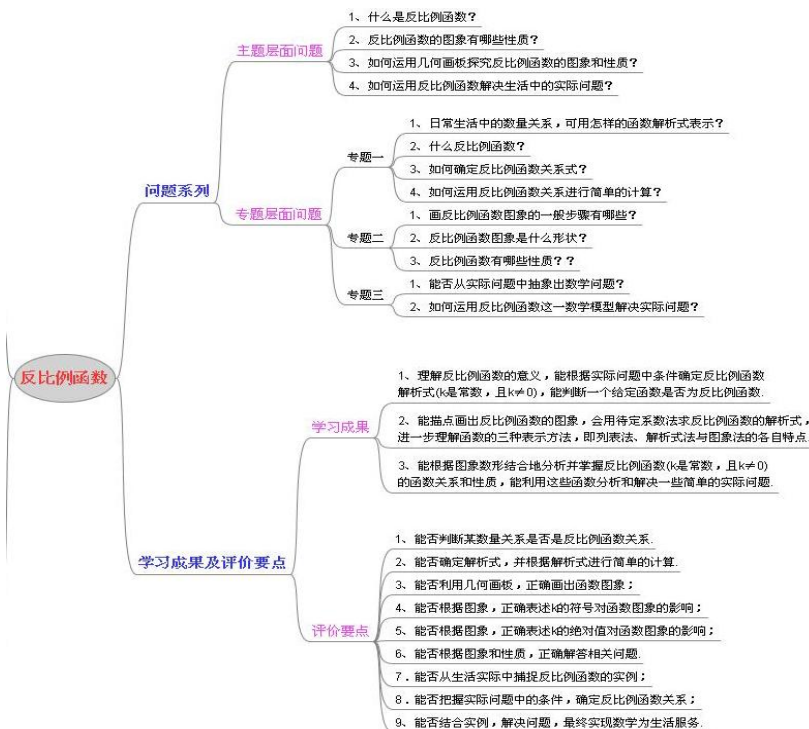 反比例函数
问题系列
主题层面问题
1、什么是反比例函数？
2、反比例函数的图象有哪些性质？
3、如何运用几何画板探究反比例函数的图象和性质？
4、如何运用反比例函数解决生活中的实际问题？
专题层面问题
专题一
1、日常生活中的数量关系，可用怎样的函数解析式表示？
2、什么反比例函数？
3、如何确定反比例函数关系式？
4、如何运用反比例函数关系进行简单的计算？
专题二
1、画反比例函数图象的一般步骤有哪些？
2、反比例函数图象是什么形状？
3、反比例函数有哪些性质？？
专题三
1、能否从实际问题中抽象出数学问题？
2、如何运用反比例函数这一数学模型解决实际问题？
学习成果及评价要点
学习成果
1、理解反比例函数的意义，能根据实际问题中条件确定反比例函数
解析式(k是常数，且k≠0)，能判断一个给定函数是否为反比例函数.
2、能描点画出反比例函数的图象，会用待定系数法求反比例函数的解析式，
进一步理解函数的三种表示方法，即列表法、解析式法与图象法的各自特点.
3、能根据图象数形结合地分析并掌握反比例函数(k是常数，且k≠0)
的函数关系和性质，能利用这些函数分析和解决一些简单的实际问题.
评价要点
1、能否判断某数量关系是否是反比例函数关系.
2、能否确定解析式，并根据解析式进行简单的计算.
3、能否利用几何画板，正确画出函数图象；
4、能否根据图象，正确表述k的符号对函数图象的影响；
5、能否根据图象，正确表述k的绝对值对函数图象的影响；
6、能否根据图象和性质，正确解答相关问题.
7．能否从生活实际中捕捉反比例函数的实例；
8．能否把握实际问题中的条件，确定反比例函数关系；
9、能否结合实例，解决问题，最终实现数学为生活服务.